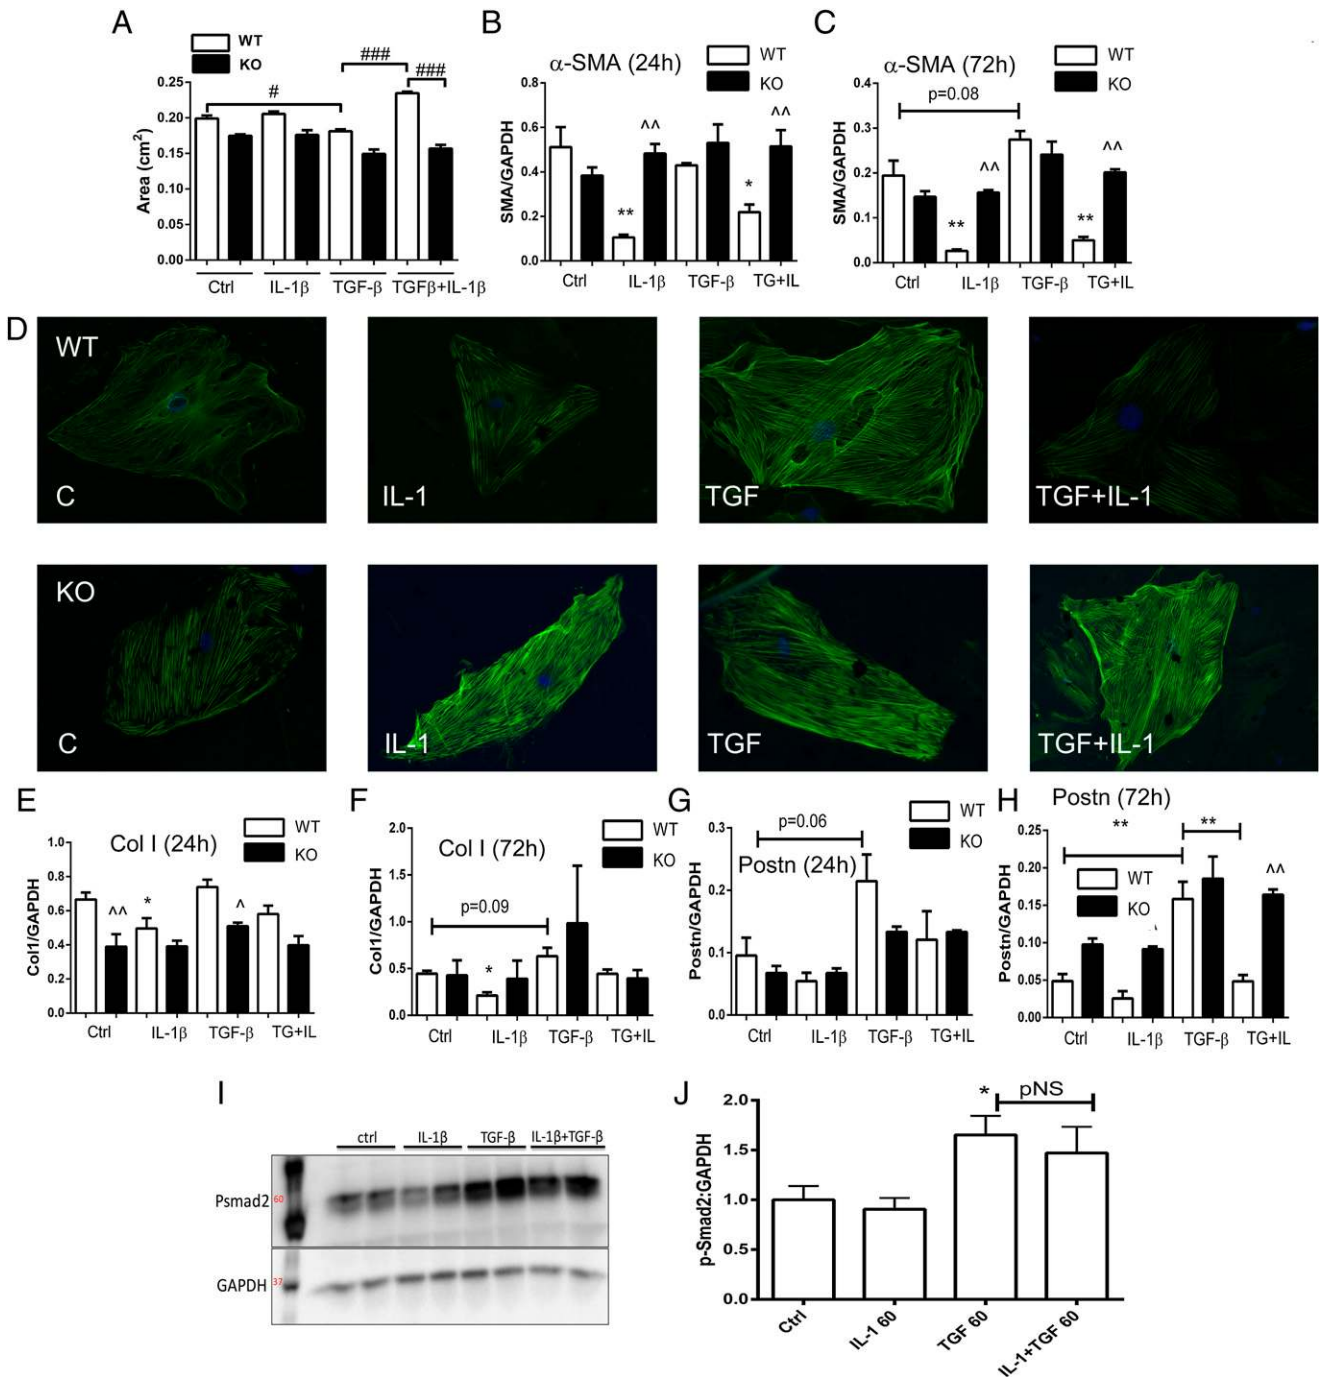 A
WT
KO
###
###
#
0.25
0.20
0.15
0.10
0.05
0.00
Area (cm²)
Ctrl IL-1β TGF-β TGFβ+IL-1β
B
α-SMA (24h)
WT
KO
0.8
0.6
0.4
0.2
0.0
SMA/GAPDH
** ^^ * ^^
Ctrl IL-1β TGF-β TG+IL
C
α-SMA (72h)
WT
KO
p=0.08
0.4
0.3
0.2
0.1
0.0
SMA/GAPDH
** ^^ ** ^^
Ctrl IL-1β TGF-β TG+IL
D
WT
C
IL-1
TGF
TGF+IL-1
KO
C
IL-1
TGF
TGF+IL-1
E
Col I (24h)
WT
KO
1.0
0.8
0.6
0.4
0.2
0.0
Col1/GAPDH
^^ * ^
Ctrl IL-1β TGF-β TG+IL
F
Col I (72h)
WT
KO
p=0.09
2.0
1.5
1.0
0.5
0.0
Col1/GAPDH
*
Ctrl IL-1β TGF-β TG+IL
G
WT
KO
p=0.06
Postn (24h)
0.3
0.2
0.1
0.0
Postn/GAPDH
Ctrl IL-1β TGF-β TG+IL
H
Postn (72h)
** **
WT
KO
^^
0.25
0.20
0.15
0.10
0.05
0.00
Postn/GAPDH
Ctrl IL-1β TGF-β TG+IL
I
ctrl IL-1β TGF-β IL-1β+TGF-β
Psmad2 60
GAPDH 37
J
* pNS
2.0
1.5
1.0
0.5
0.0
p-Smad2:GAPDH
Ctrl
IL-1 60
TGF 60
IL-1+TGF 60